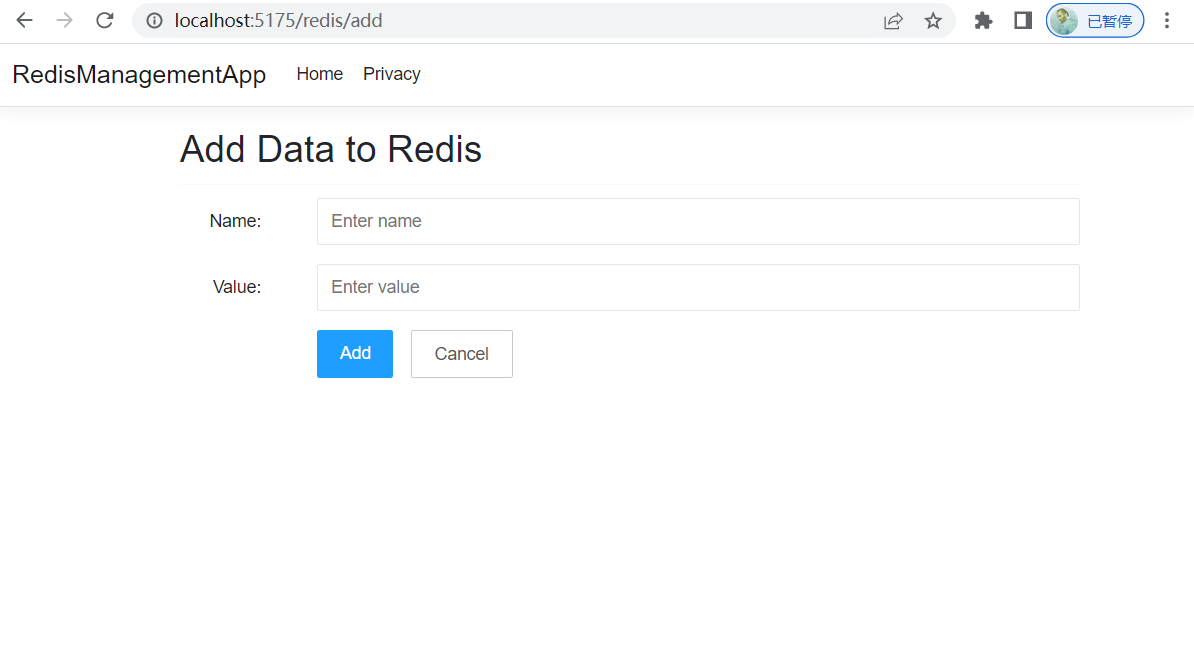 localhost:5175/redis/add
已暂停
RedisManagementApp Home Privacy
Add Data to Redis
Name: Enter name
Value: Enter value
Add Cancel